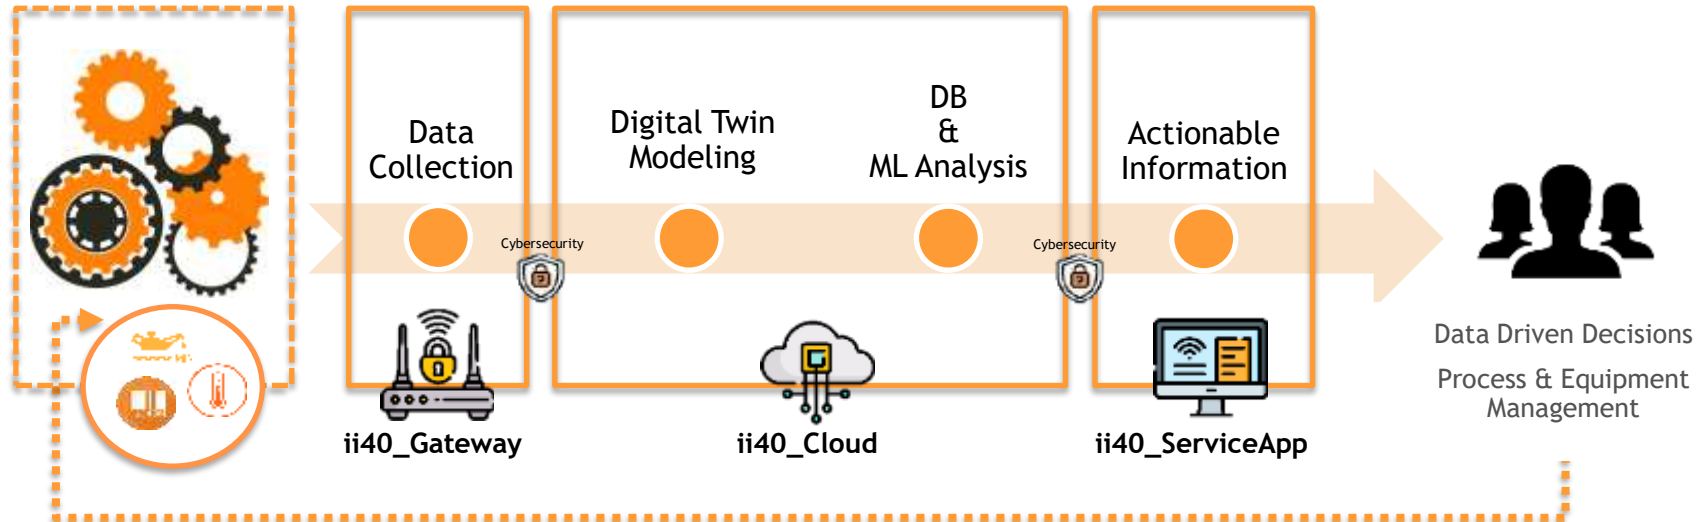 Data
Collection
Digital Twin
Modeling
DB
&
ML Analysis
Actionable
Information
Cybersecurity
Cybersecurity
ii40_Gateway
ii40_Cloud
ii40_ServiceApp
Data Driven Decisions
Process & Equipment
Management